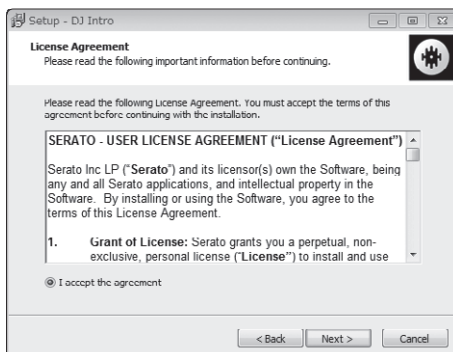 Setup - DJ Intro
License Agreement
Please read the following important information before continuing.
Please read the following License Agreement. You must accept the terms of this
agreement before continuing with the installation.
SERATO - USER LICENSE AGREEMENT ("License Agreement")
Serato Inc LP ("Serato") and its licensor(s) own the Software, being
any and all Serato applications, and intellectual property in the
Software. By installing or using the Software, you agree to the
terms of this License Agreement.
1. Grant of License: Serato grants you a perpetual, non-
exclusive, personal license ("License") to install and use
I accept the agreement
< Back Next > Cancel